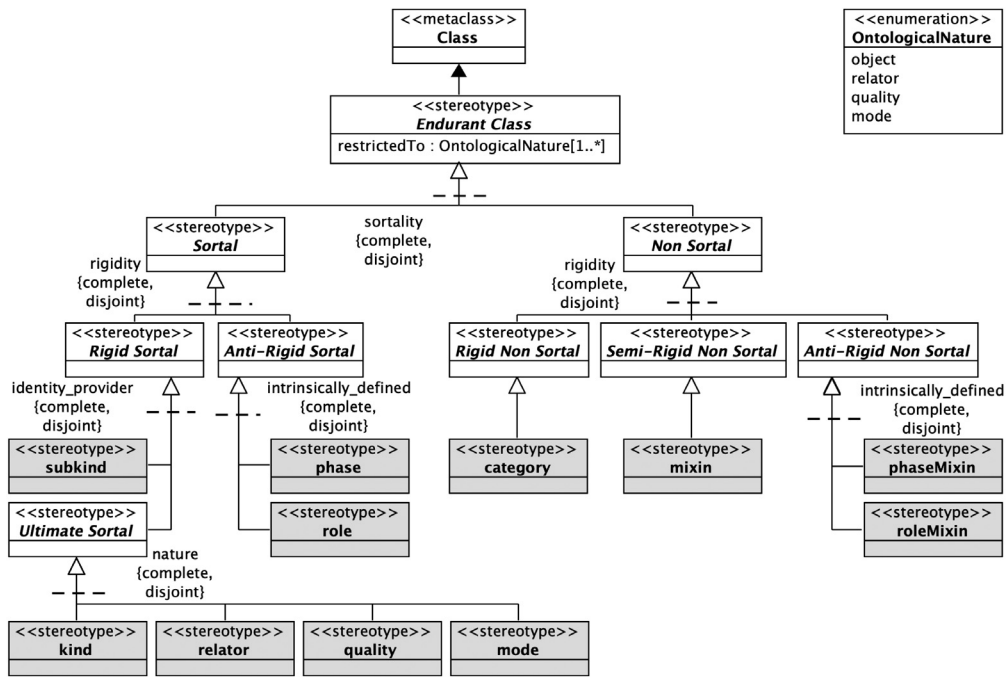 <<metaclass>>
Class
<<enumeration>>
OntologicalNature
object
relator
quality
mode
<<stereotype>>
Endurant Class
restrictedTo : OntologicalNature[1..*]
sortality
{complete,
disjoint}
<<stereotype>>
Sortal
<<stereotype>>
Non Sortal
rigidity
{complete,
disjoint}
rigidity
{complete,
disjoint}
<<stereotype>>
Rigid Sortal
<<stereotype>>
Anti-Rigid Sortal
<<stereotype>>
Rigid Non Sortal
<<stereotype>>
Semi-Rigid Non Sortal
<<stereotype>>
Anti-Rigid Non Sortal
identity_provider
{complete,
disjoint}
intrinsically_defined
{complete,
disjoint}
intrinsically_defined
{complete,
disjoint}
<<stereotype>>
subkind
<<stereotype>>
phase
<<stereotype>>
category
<<stereotype>>
mixin
<<stereotype>>
phaseMixin
<<stereotype>>
Ultimate Sortal
<<stereotype>>
role
<<stereotype>>
roleMixin
nature
{complete,
disjoint}
<<stereotype>>
kind
<<stereotype>>
relator
<<stereotype>>
quality
<<stereotype>>
mode